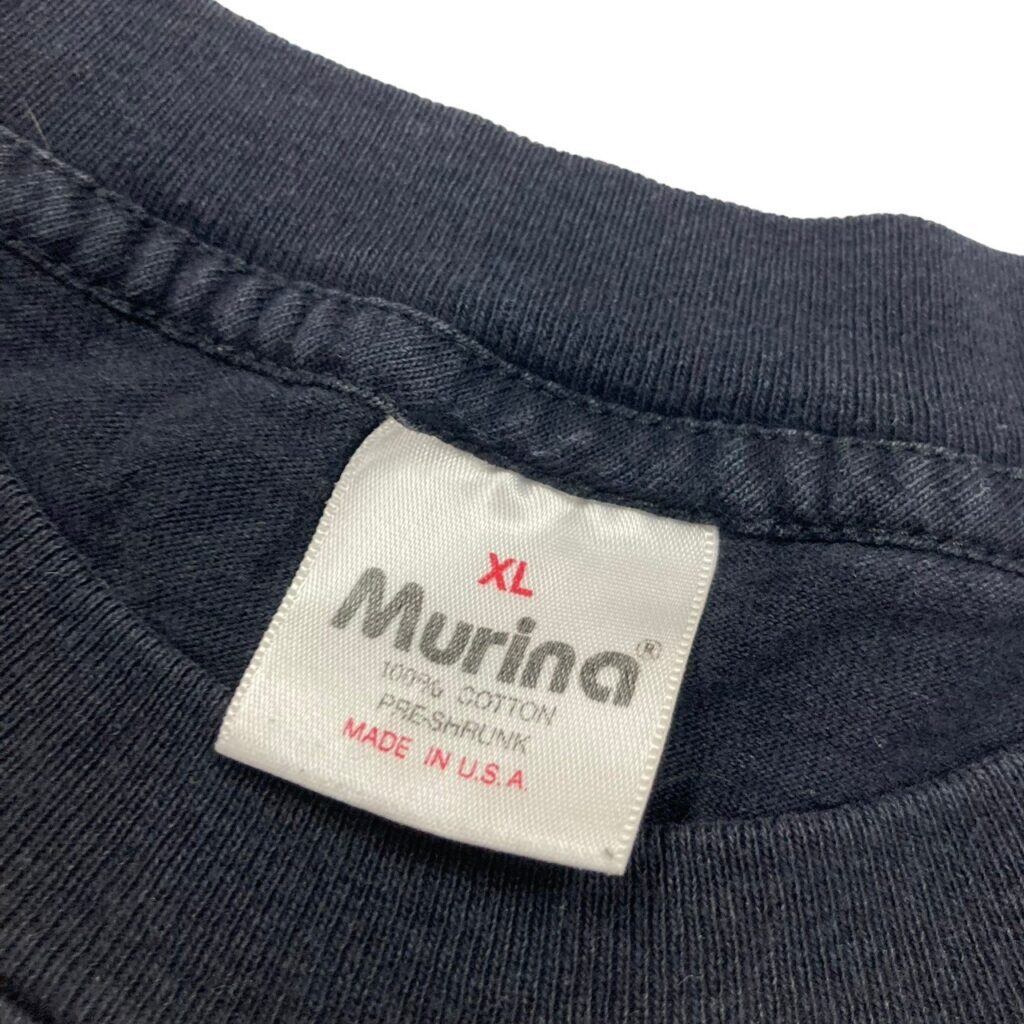 XL
Murina®
100% COTTON
PRE-SHRUNK
MADE IN U.S.A.